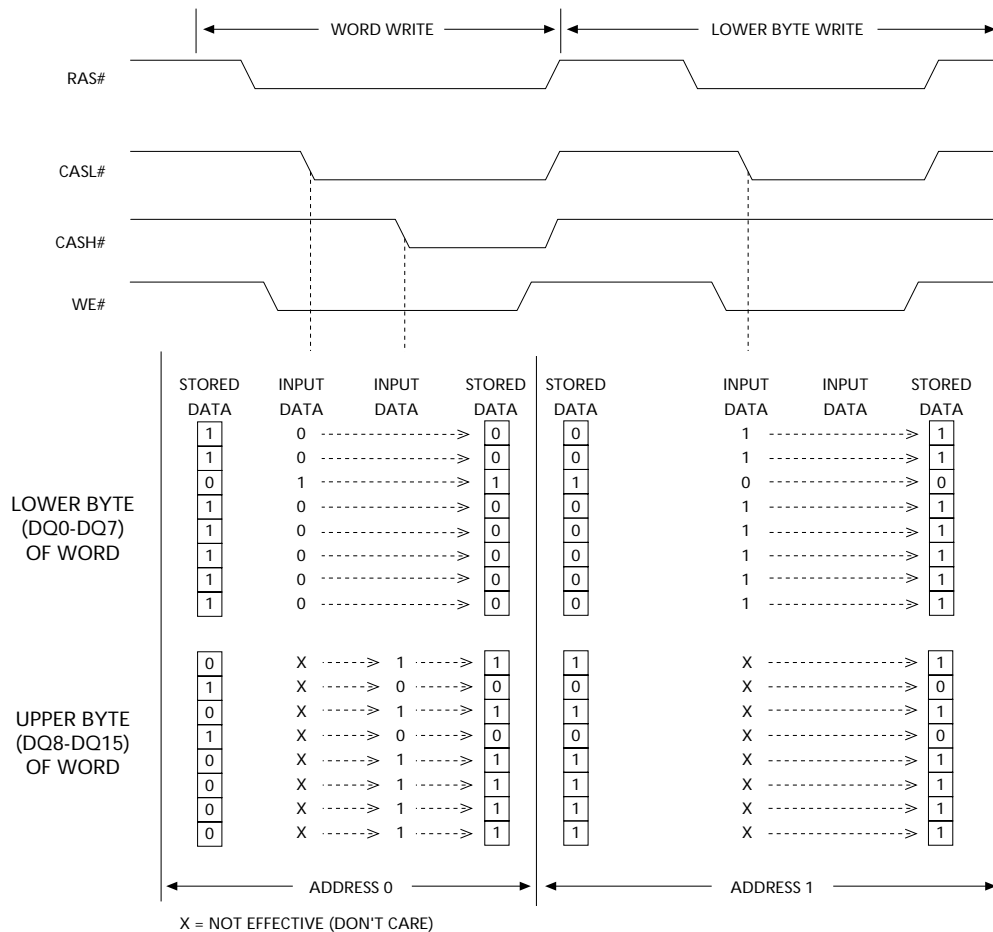 WORD WRITE LOWER BYTE WRITE
RAS#
CASL#
CASH#
WE#
STORED INPUT INPUT STORED STORED INPUT INPUT STORED
DATA DATA DATA DATA DATA DATA DATA DATA
1 0 0 0 1 1
1 0 0 0 1 1
0 1 1 1 0 0
1 0 0 0 1 1
1 0 0 0 1 1
1 0 0 0 1 1
1 0 0 0 1 1
1 0 0 0 1 1
LOWER BYTE
(DQ0-DQ7)
OF WORD
0 X 1 1 1 X 1
1 X 0 0 0 X 0
0 X 1 1 1 X 1
1 X 0 0 0 X 0
0 X 1 1 1 X 1
0 X 1 1 1 X 1
0 X 1 1 1 X 1
0 X 1 1 1 X 1
UPPER BYTE
(DQ8-DQ15)
OF WORD
ADDRESS 0 ADDRESS 1
X = NOT EFFECTIVE (DON'T CARE)